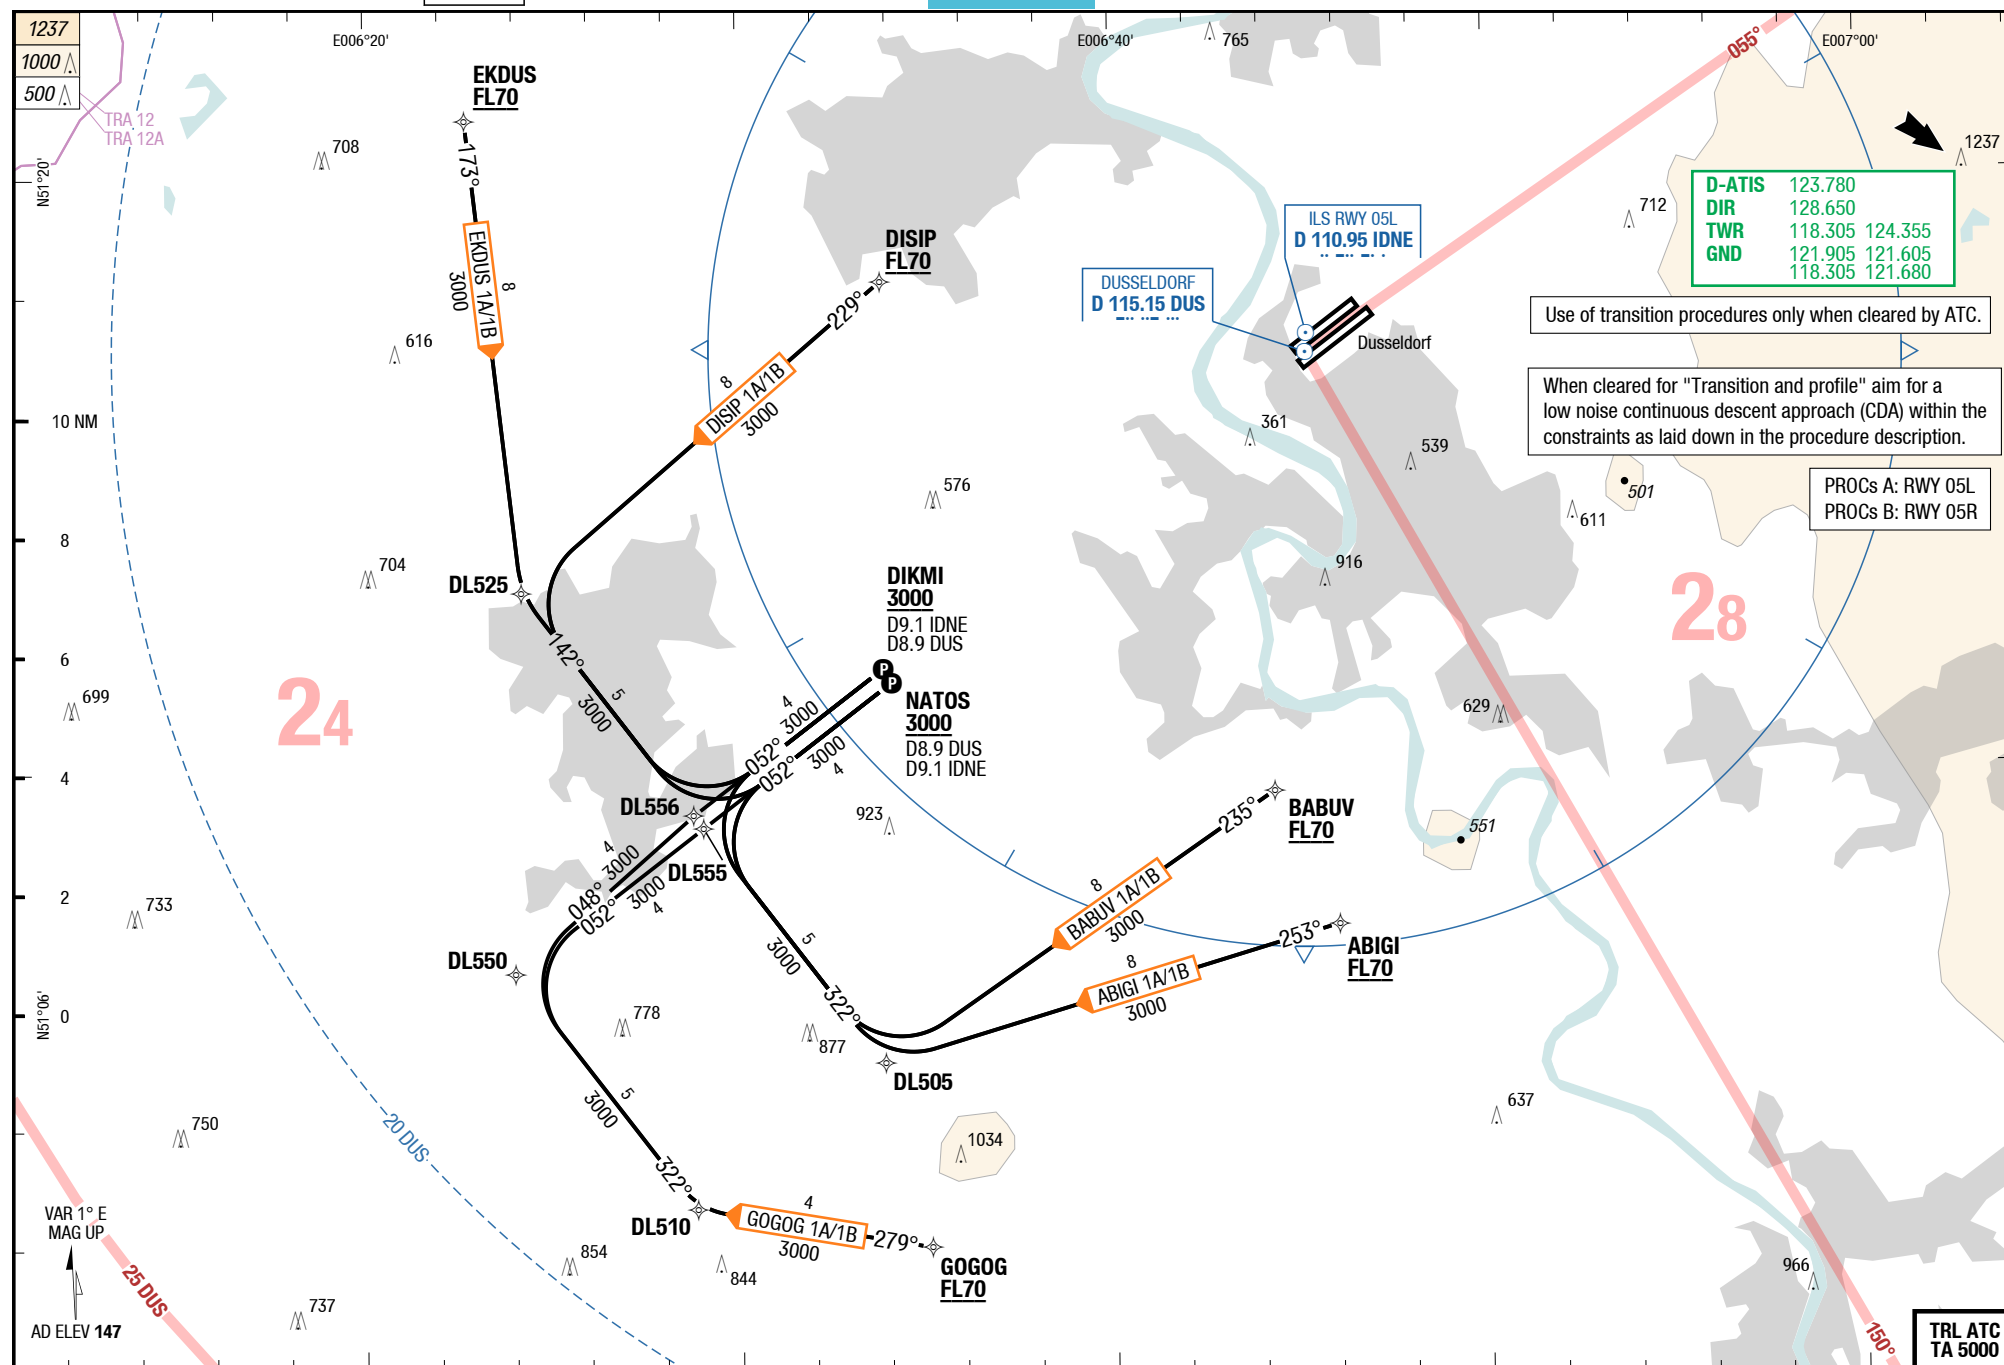 1237
1000
500
TRA 12
TRA 12A
E006°20'
E006°40'
E007°00'
N51°20'
N51°06'
10 NM
8
6
4
2
0
EKDUS
FL70
173°
EKDUS 1A/1B
8
3000
DISIP
FL70
229°
8
DISIP 1A/1B
3000
765
708
616
704
699
733
750
737
854
844
778
877
923
576
1034
361
539
916
629
611
712
1237
501
551
637
966
ILS RWY 05L
D 110.95 IDNE
DUSSELDORF
D 115.15 DUS
Dusseldorf
055°
150°
D-ATIS 123.780
DIR 128.650
TWR 118.305 124.355
GND 121.905 121.605
118.305 121.680
Use of transition procedures only when cleared by ATC.
When cleared for "Transition and profile" aim for a
low noise continuous descent approach (CDA) within the
constraints as laid down in the procedure description.
PROCs A: RWY 05L
PROCs B: RWY 05R
24
28
DL525
142°
5
3000
DIKMI
3000
D9.1 IDNE
D8.9 DUS
P
P
NATOS
3000
D8.9 DUS
D9.1 IDNE
4
3000
052°
052°
3000
4
DL556
DL555
4
3000
048°
052°
3000
4
DL550
5
3000
322°
BABUV
FL70
235°
8
BABUV 1A/1B
3000
ABIGI
FL70
253°
8
ABIGI 1A/1B
3000
DL505
5
3000
322°
DL510
4
GOGOG 1A/1B
3000
279°
GOGOG
FL70
20 DUS
25 DUS
VAR 1° E
MAG UP
AD ELEV 147
TRL ATC
TA 5000